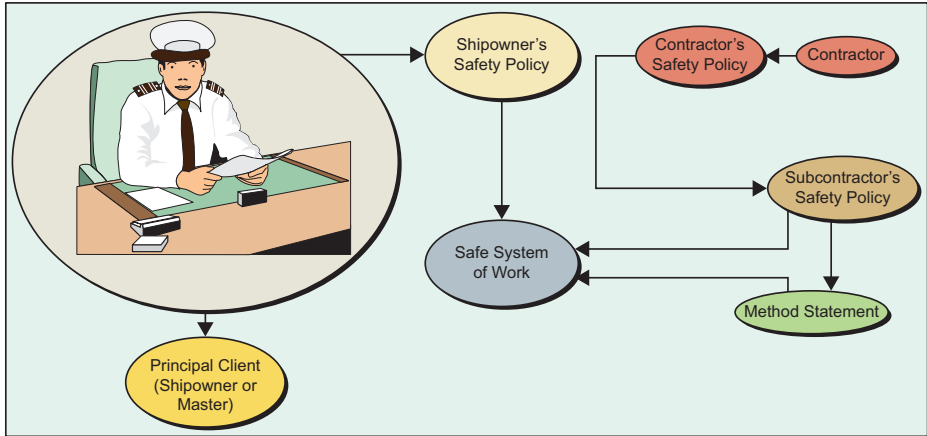 Shipowner's
Safety Policy
Contractor's
Safety Policy
Contractor
Subcontractor's
Safety Policy
Safe System
of Work
Method Statement
Principal Client
(Shipowner or
Master)